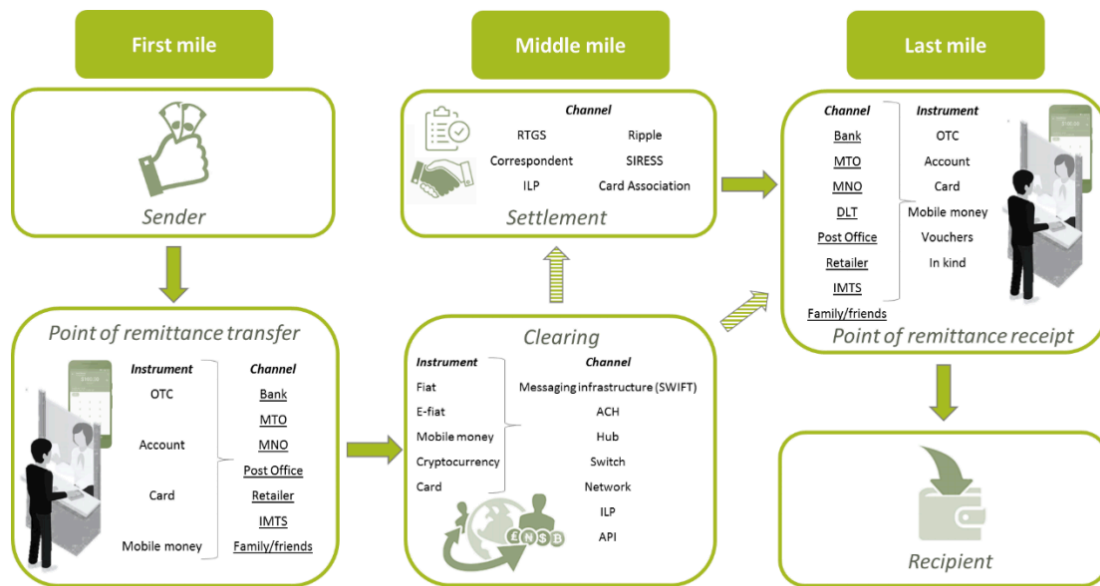 First mile
Middle mile
Last mile
Sender
Point of remittance transfer
Instrument
OTC
Account
Card
Mobile money
Channel
Bank
MTO
MNO
Post Office
Retailer
IMTS
Family/friends
Channel
RTGS Ripple
Correspondent SIRESS
ILP Card Association
Settlement
Clearing
Instrument
Fiat
E-fiat
Mobile money
Cryptocurrency
Card
Channel
Messaging infrastructure (SWIFT)
ACH
Hub
Switch
Network
ILP
API
£ N $ B
Channel
Bank
MTO
MNO
DLT
Post Office
Retailer
IMTS
Family/friends
Instrument
OTC
Account
Card
Mobile money
Vouchers
In kind
Point of remittance receipt
Recipient